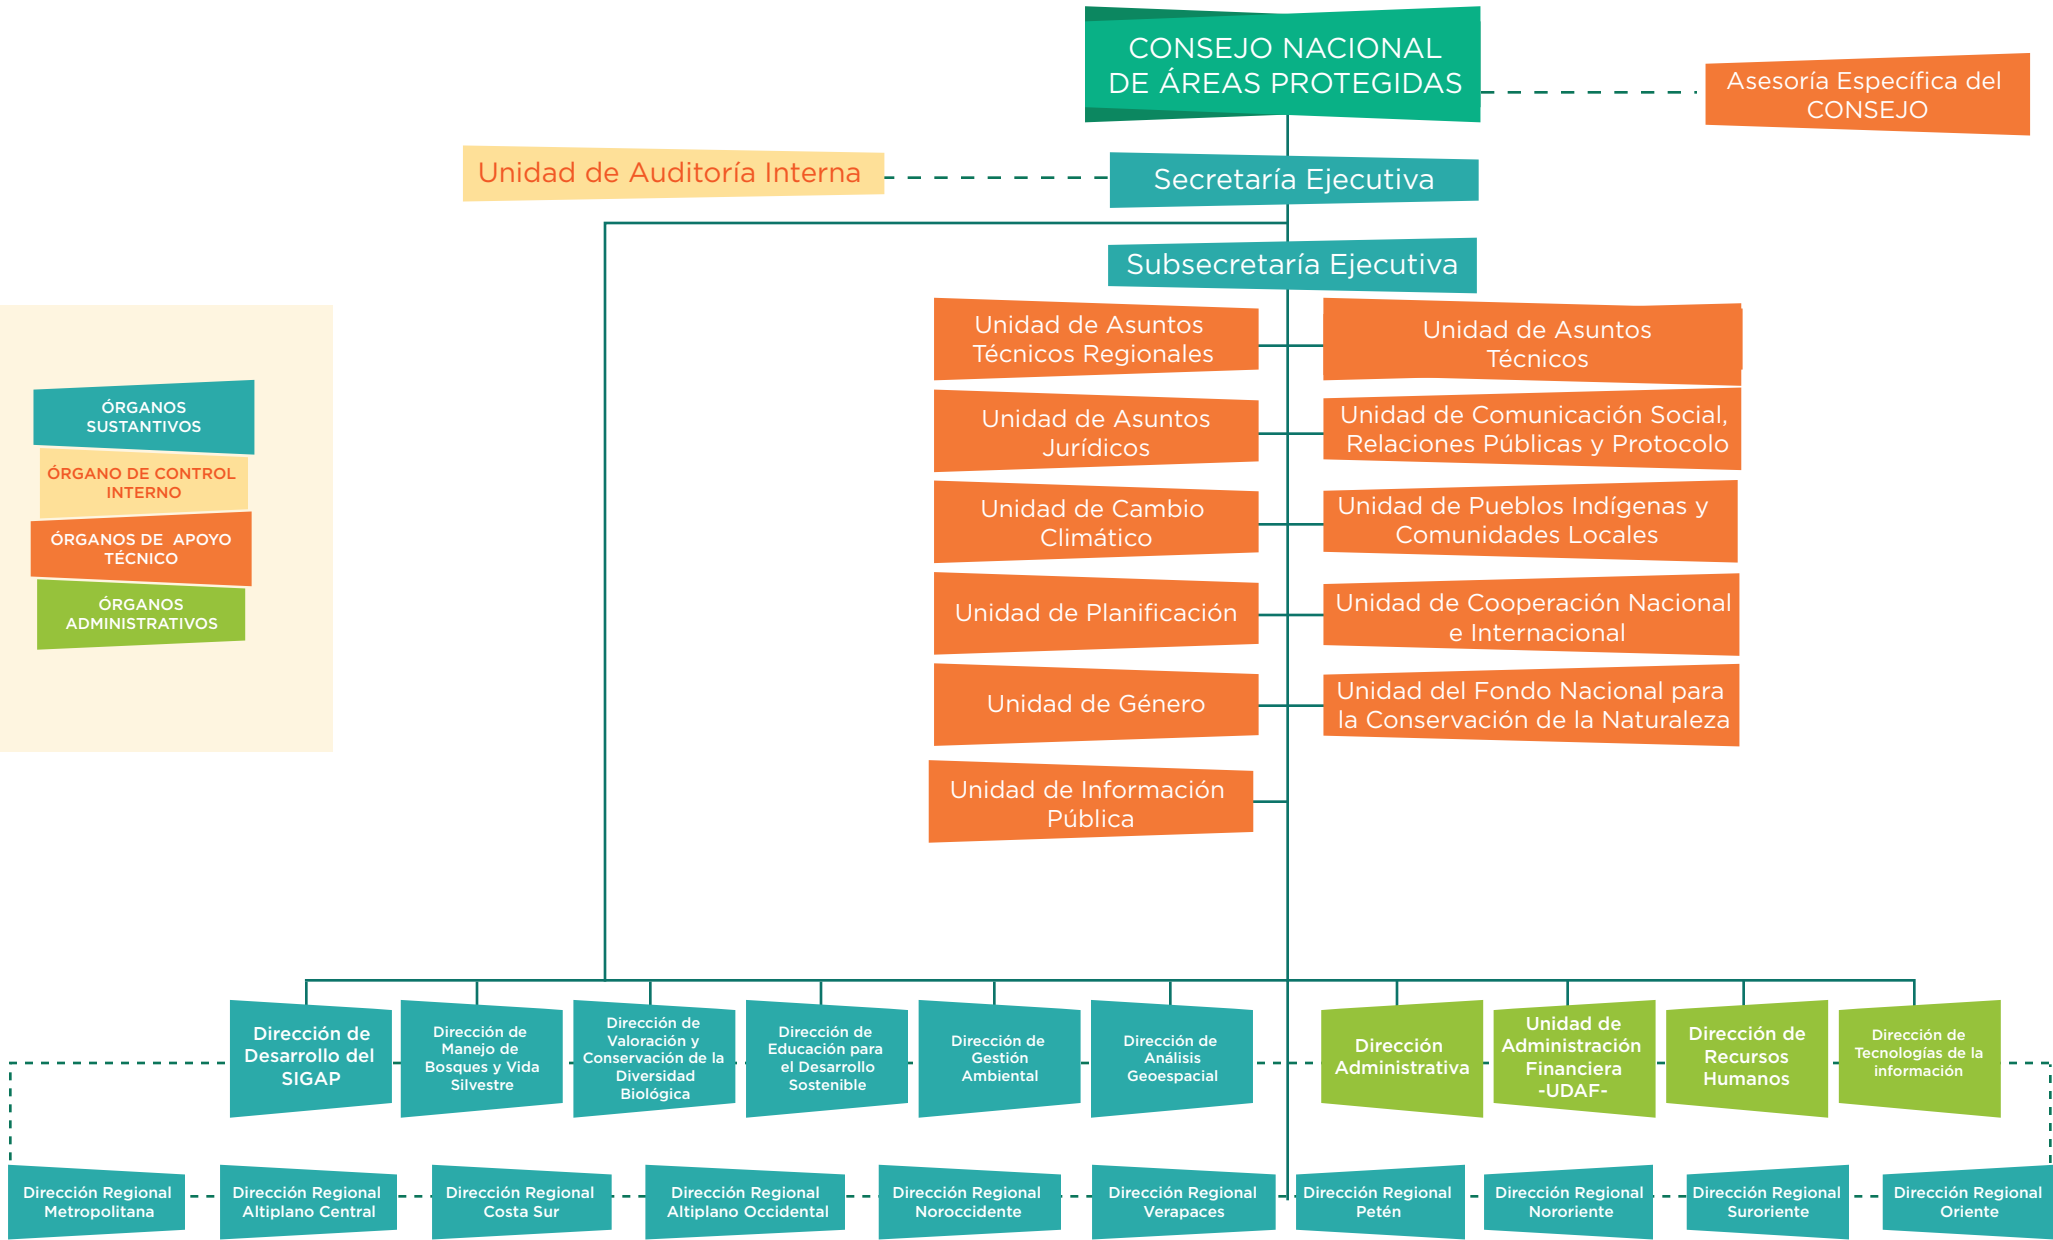 CONSEJO NACIONAL
DE ÁREAS PROTEGIDAS
Asesoría Específica del
CONSEJO
Unidad de Auditoría Interna
Secretaría Ejecutiva
Subsecretaría Ejecutiva
Unidad de Asuntos
Técnicos Regionales
Unidad de Asuntos
Técnicos
Unidad de Asuntos
Jurídicos
Unidad de Comunicación Social,
Relaciones Públicas y Protocolo
Unidad de Cambio
Climático
Unidad de Pueblos Indígenas y
Comunidades Locales
Unidad de Planificación
Unidad de Cooperación Nacional
e Internacional
Unidad de Género
Unidad del Fondo Nacional para
la Conservación de la Naturaleza
Unidad de Información
Pública
ÓRGANOS
SUSTANTIVOS
ÓRGANO DE CONTROL
INTERNO
ÓRGANOS DE APOYO
TÉCNICO
ÓRGANOS
ADMINISTRATIVOS
Dirección de
Desarrollo del
SIGAP
Dirección de
Manejo de
Bosques y Vida
Silvestre
Dirección de
Valoración y
Conservación de la
Diversidad
Biológica
Dirección de
Educación para
el Desarrollo
Sostenible
Dirección de
Gestión
Ambiental
Dirección de
Análisis
Geoespacial
Dirección
Administrativa
Unidad de
Administración
Financiera
-UDAF-
Dirección de
Recursos
Humanos
Dirección de
Tecnologías de la
información
Dirección Regional
Metropolitana
Dirección Regional
Altiplano Central
Dirección Regional
Costa Sur
Dirección Regional
Altiplano Occidental
Dirección Regional
Noroccidente
Dirección Regional
Verapaces
Dirección Regional
Petén
Dirección Regional
Nororiente
Dirección Regional
Suroriente
Dirección Regional
Oriente